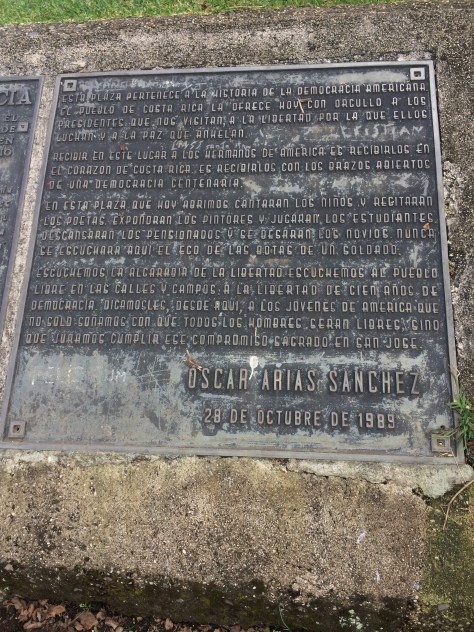 CIA
EL
DE
EN
ESTA PLAZA PERTENECE A LA HISTORIA DE LA DEMOCRACIA AMERICANA
EL PUEBLO DE COSTA RICA LA OFRECE HOY CON ORGULLO A LOS
PRESIDENTES QUE NOS VISITAN, A LA LIBERTAD POR LA QUE ELLOS
LUCHAN Y A LA PAZ QUE ANHELAN.
CRISTIAN
RECIBIR EN ESTE LUGAR A LOS HERMANOS DE AMERICA ES RECIBIRLOS EN
EL CORAZON DE COSTA RICA, ES RECIBIRLOS CON LOS BRAZOS ABIERTOS
DE UNA DEMOCRACIA CENTENARIA.
EN ESTA PLAZA QUE HOY ABRIMOS CANTARAN LOS NIÑOS Y RECITARAN
LOS POETAS, EXPONDRAN LOS PINTORES Y JUGARAN LOS ESTUDIANTES,
DESCANSARAN LOS PENSIONADOS Y SE BESARAN LOS NOVIOS. NUNCA
SE ESCUCHARA AQUI EL ECO DE LAS BOTAS DE UN SOLDADO.
ESCUCHEMOS LA ALGARABIA DE LA LIBERTAD. ESCUCHEMOS AL PUEBLO
LIBRE EN LAS CALLES Y CAMPOS, A LA LIBERTAD DE CIEN AÑOS DE
DEMOCRACIA. DIGAMOSLES, DESDE AQUI, A LOS JOVENES DE AMERICA QUE
NO SOLO SOÑAMOS CON QUE TODOS LOS HOMBRES SERAN LIBRES, SINO
QUE JURAMOS CUMPLIR ESE COMPROMISO SAGRADO EN SAN JOSE.
OSCAR ARIAS SANCHEZ
28 DE OCTUBRE DE 1989